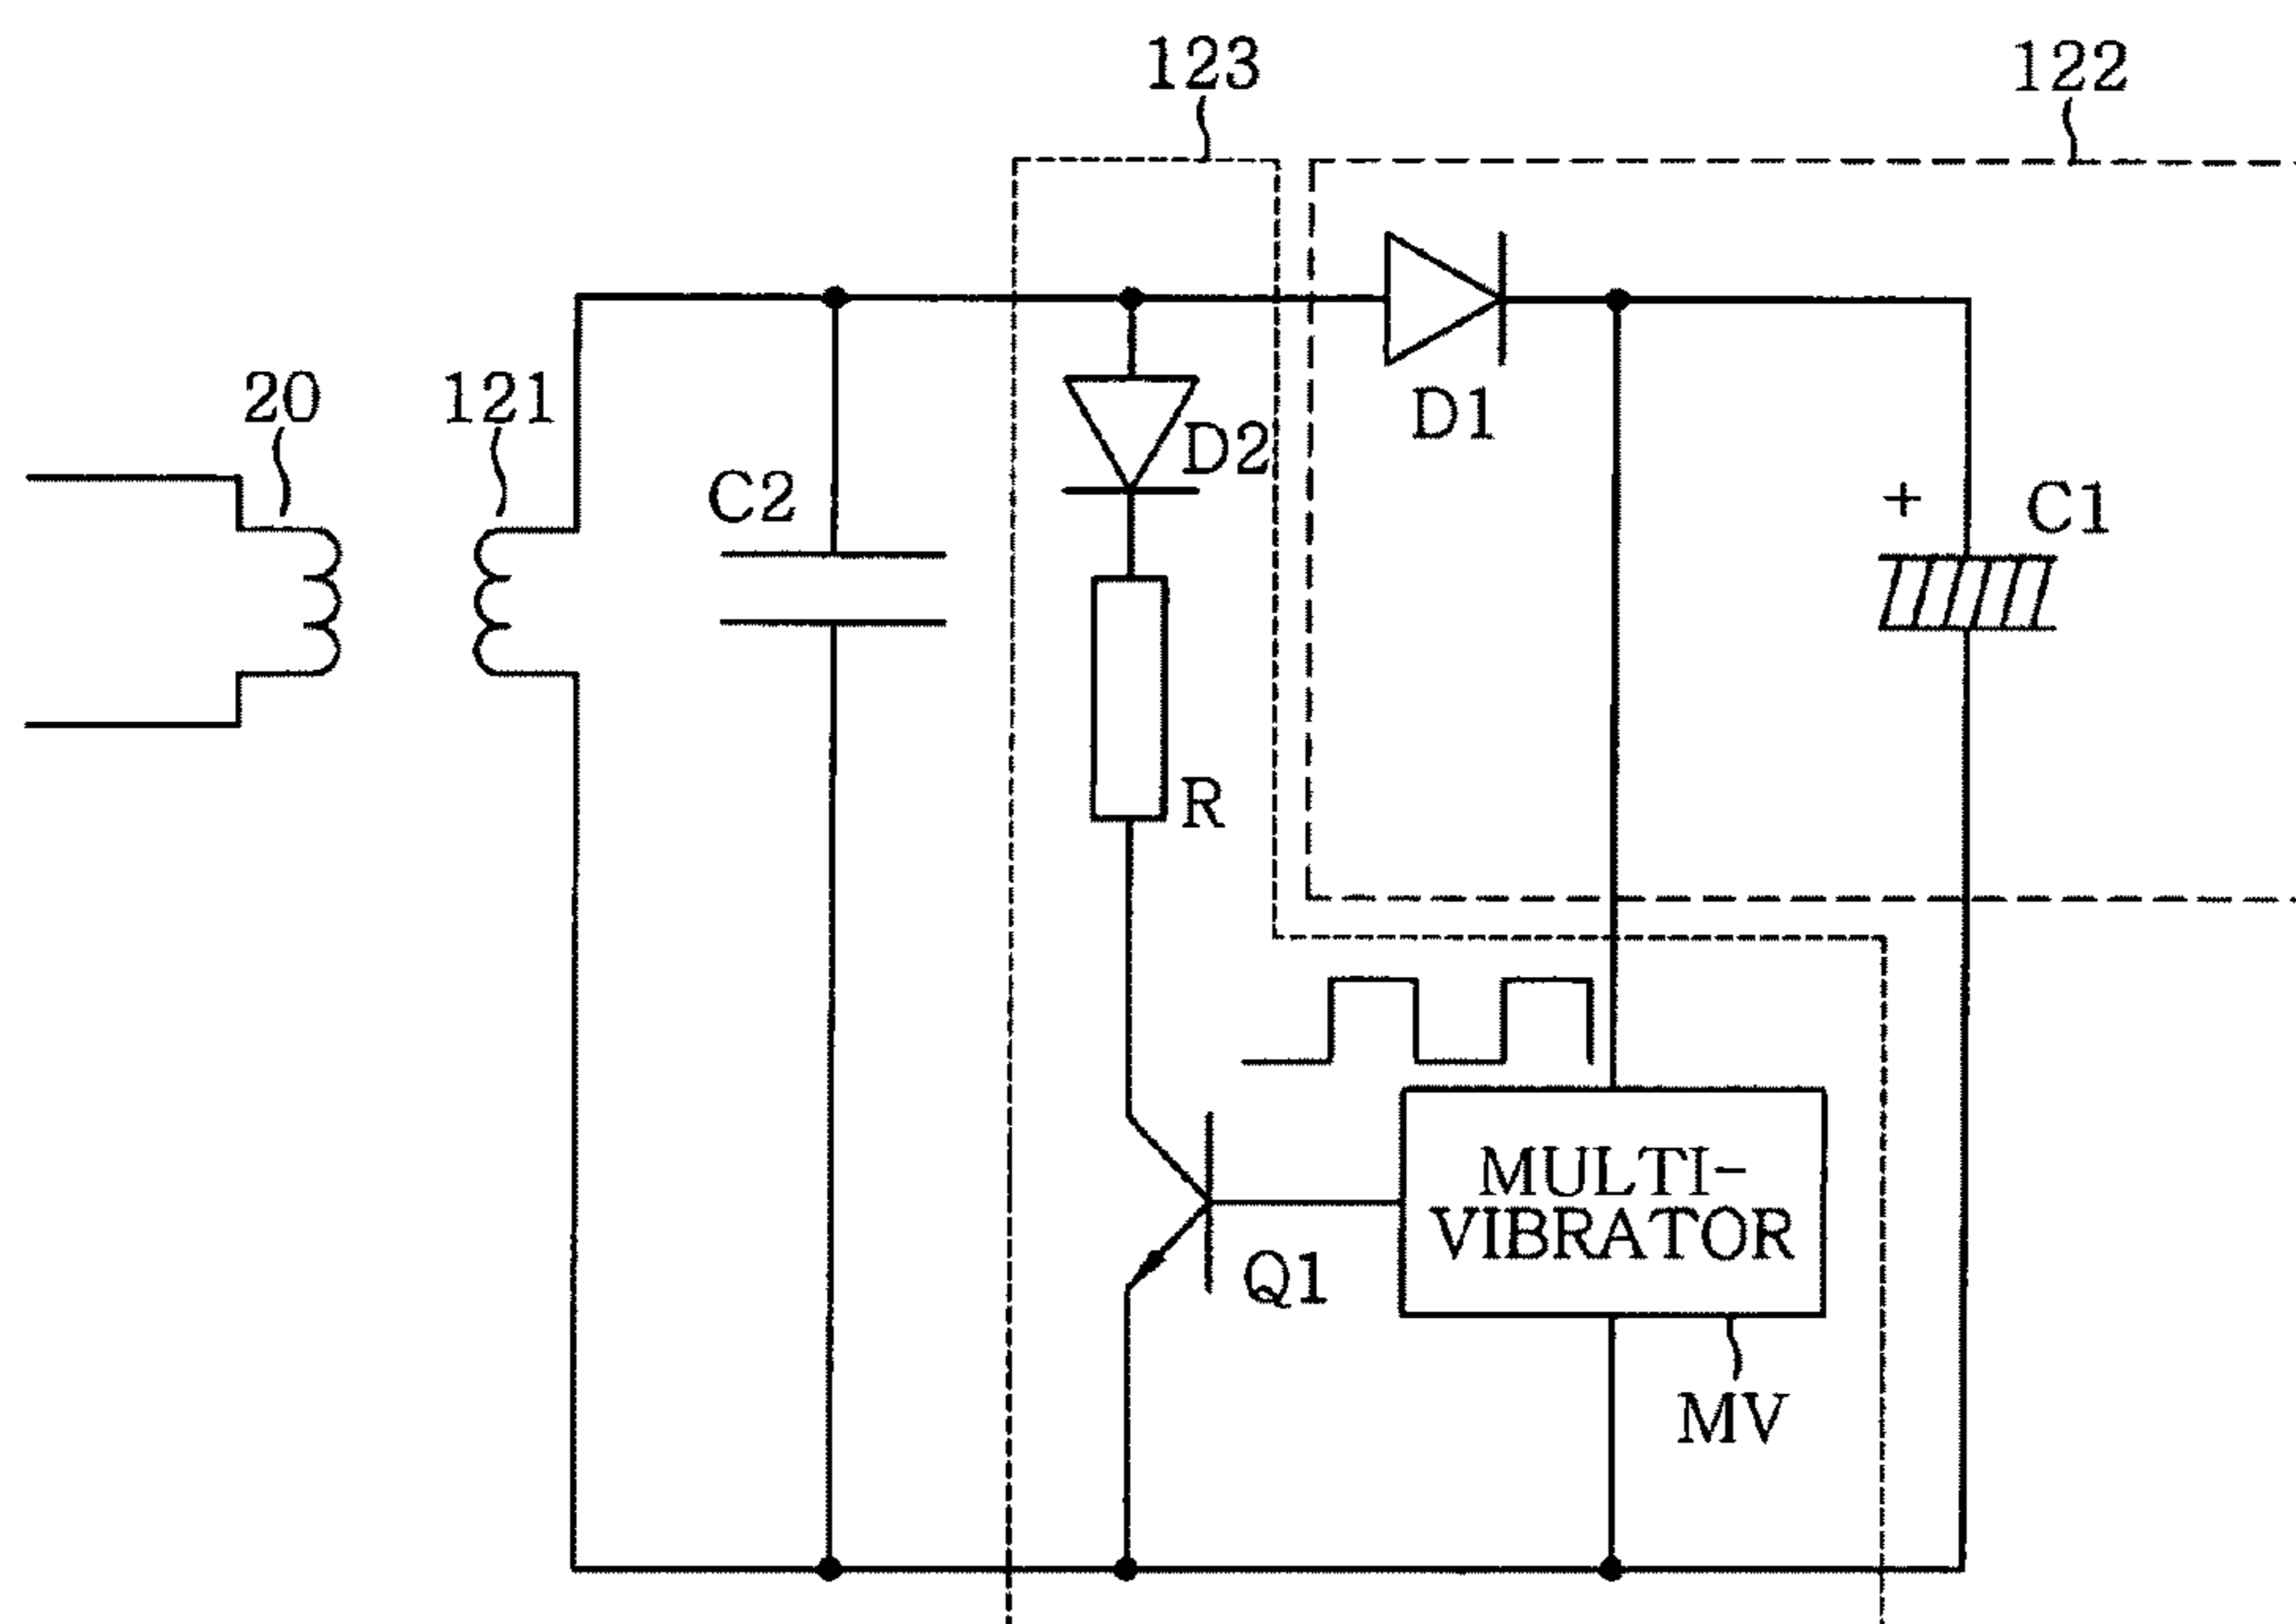 123
122
20
121
D1
D2
C2
+
C1
R
MULTI-
VIBRATOR
Q1
MV